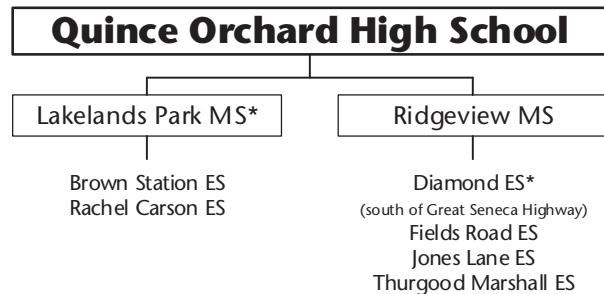 Quince Orchard High School
Lakelands Park MS*
Brown Station ES
Rachel Carson ES
Ridgeview MS
Diamond ES*
(south of Great Seneca Highway)
Fields Road ES
Jones Lane ES
Thurgood Marshall ES